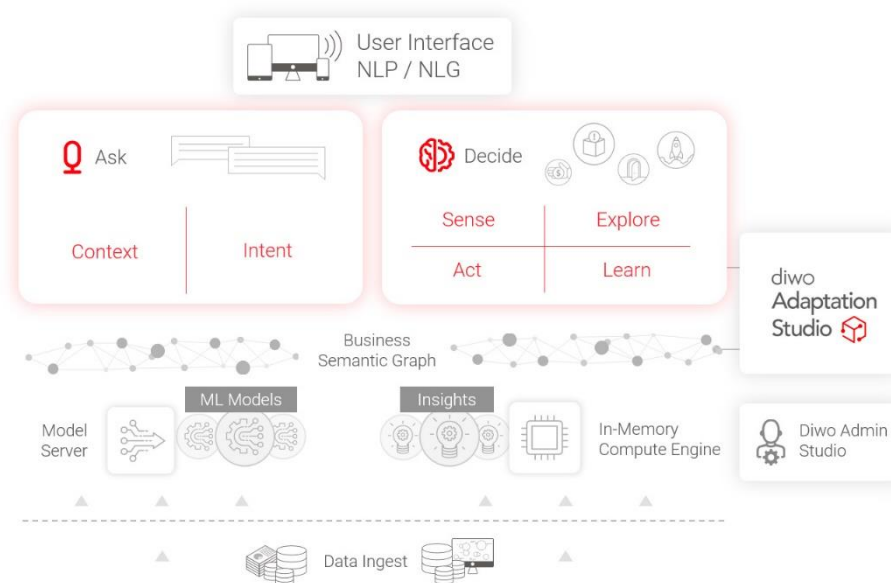 User Interface
NLP / NLG
Ask
Context
Intent
Decide
Sense
Explore
Act
Learn
diwo
Adaptation
Studio
Business
Semantic Graph
ML Models
Insights
Model
Server
In-Memory
Compute Engine
Diwo Admin
Studio
Data Ingest